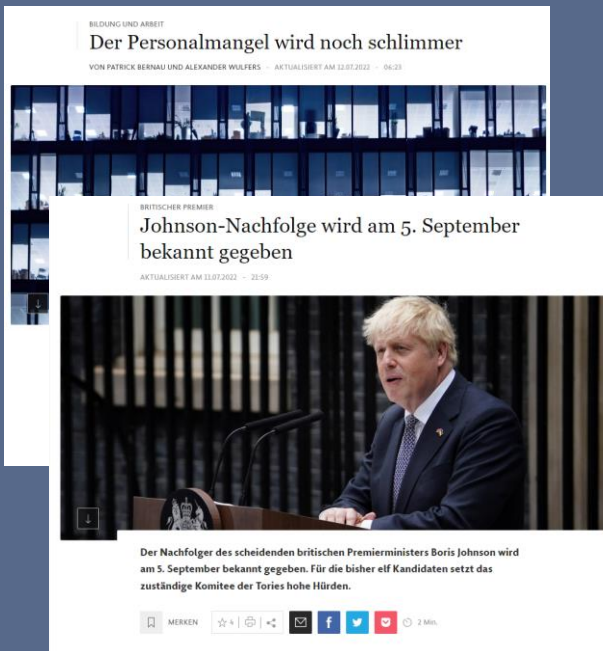 BILDUNG UND ARBEIT
Der Personalmangel wird noch schlimmer
VON PATRICK BERNAU UND ALEXANDER WULFERS - AKTUALISIERT AM 12.07.2022 - 06:23
BRITISCHER PREMIER
Johnson-Nachfolge wird am 5. September
bekannt gegeben
AKTUALISIERT AM 11.07.2022 - 21:59
Der Nachfolger des scheidenden britischen Premierministers Boris Johnson wird
am 5. September bekannt gegeben. Für die bisher elf Kandidaten setzt das
zuständige Komitee der Tories hohe Hürden.
MERKEN 4 f 2 Min.